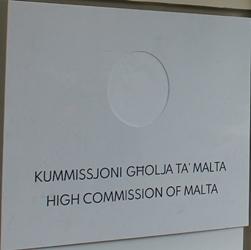 KUMMISSJONI GĦOLJA TA' MALTA
HIGH COMMISSION OF MALTA